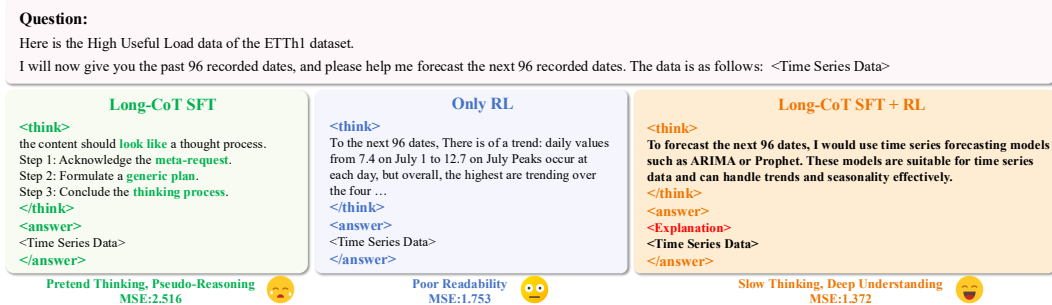 Question:
Here is the High Useful Load data of the ETTh1 dataset.
I will now give you the past 96 recorded dates, and please help me forecast the next 96 recorded dates. The data is as follows: <Time Series Data>
Long-CoT SFT
<think>
the content should look like a thought process.
Step 1: Acknowledge the meta-request.
Step 2: Formulate a generic plan.
Step 3: Conclude the thinking process.
</think>
<answer>
<Time Series Data>
</answer>
Pretend Thinking, Pseudo-Reasoning
MSE:2.516
Only RL
<think>
To the next 96 dates, There is of a trend: daily values
from 7.4 on July 1 to 12.7 on July Peaks occur at
each day, but overall, the highest are trending over
the four …
</think>
<answer>
<Time Series Data>
</answer>
Poor Readability
MSE:1.753
Long-CoT SFT + RL
<think>
To forecast the next 96 dates, I would use time series forecasting models
such as ARIMA or Prophet. These models are suitable for time series
data and can handle trends and seasonality effectively.
</think>
<answer>
<Explanation>
<Time Series Data>
</answer>
Slow Thinking, Deep Understanding
MSE:1.372